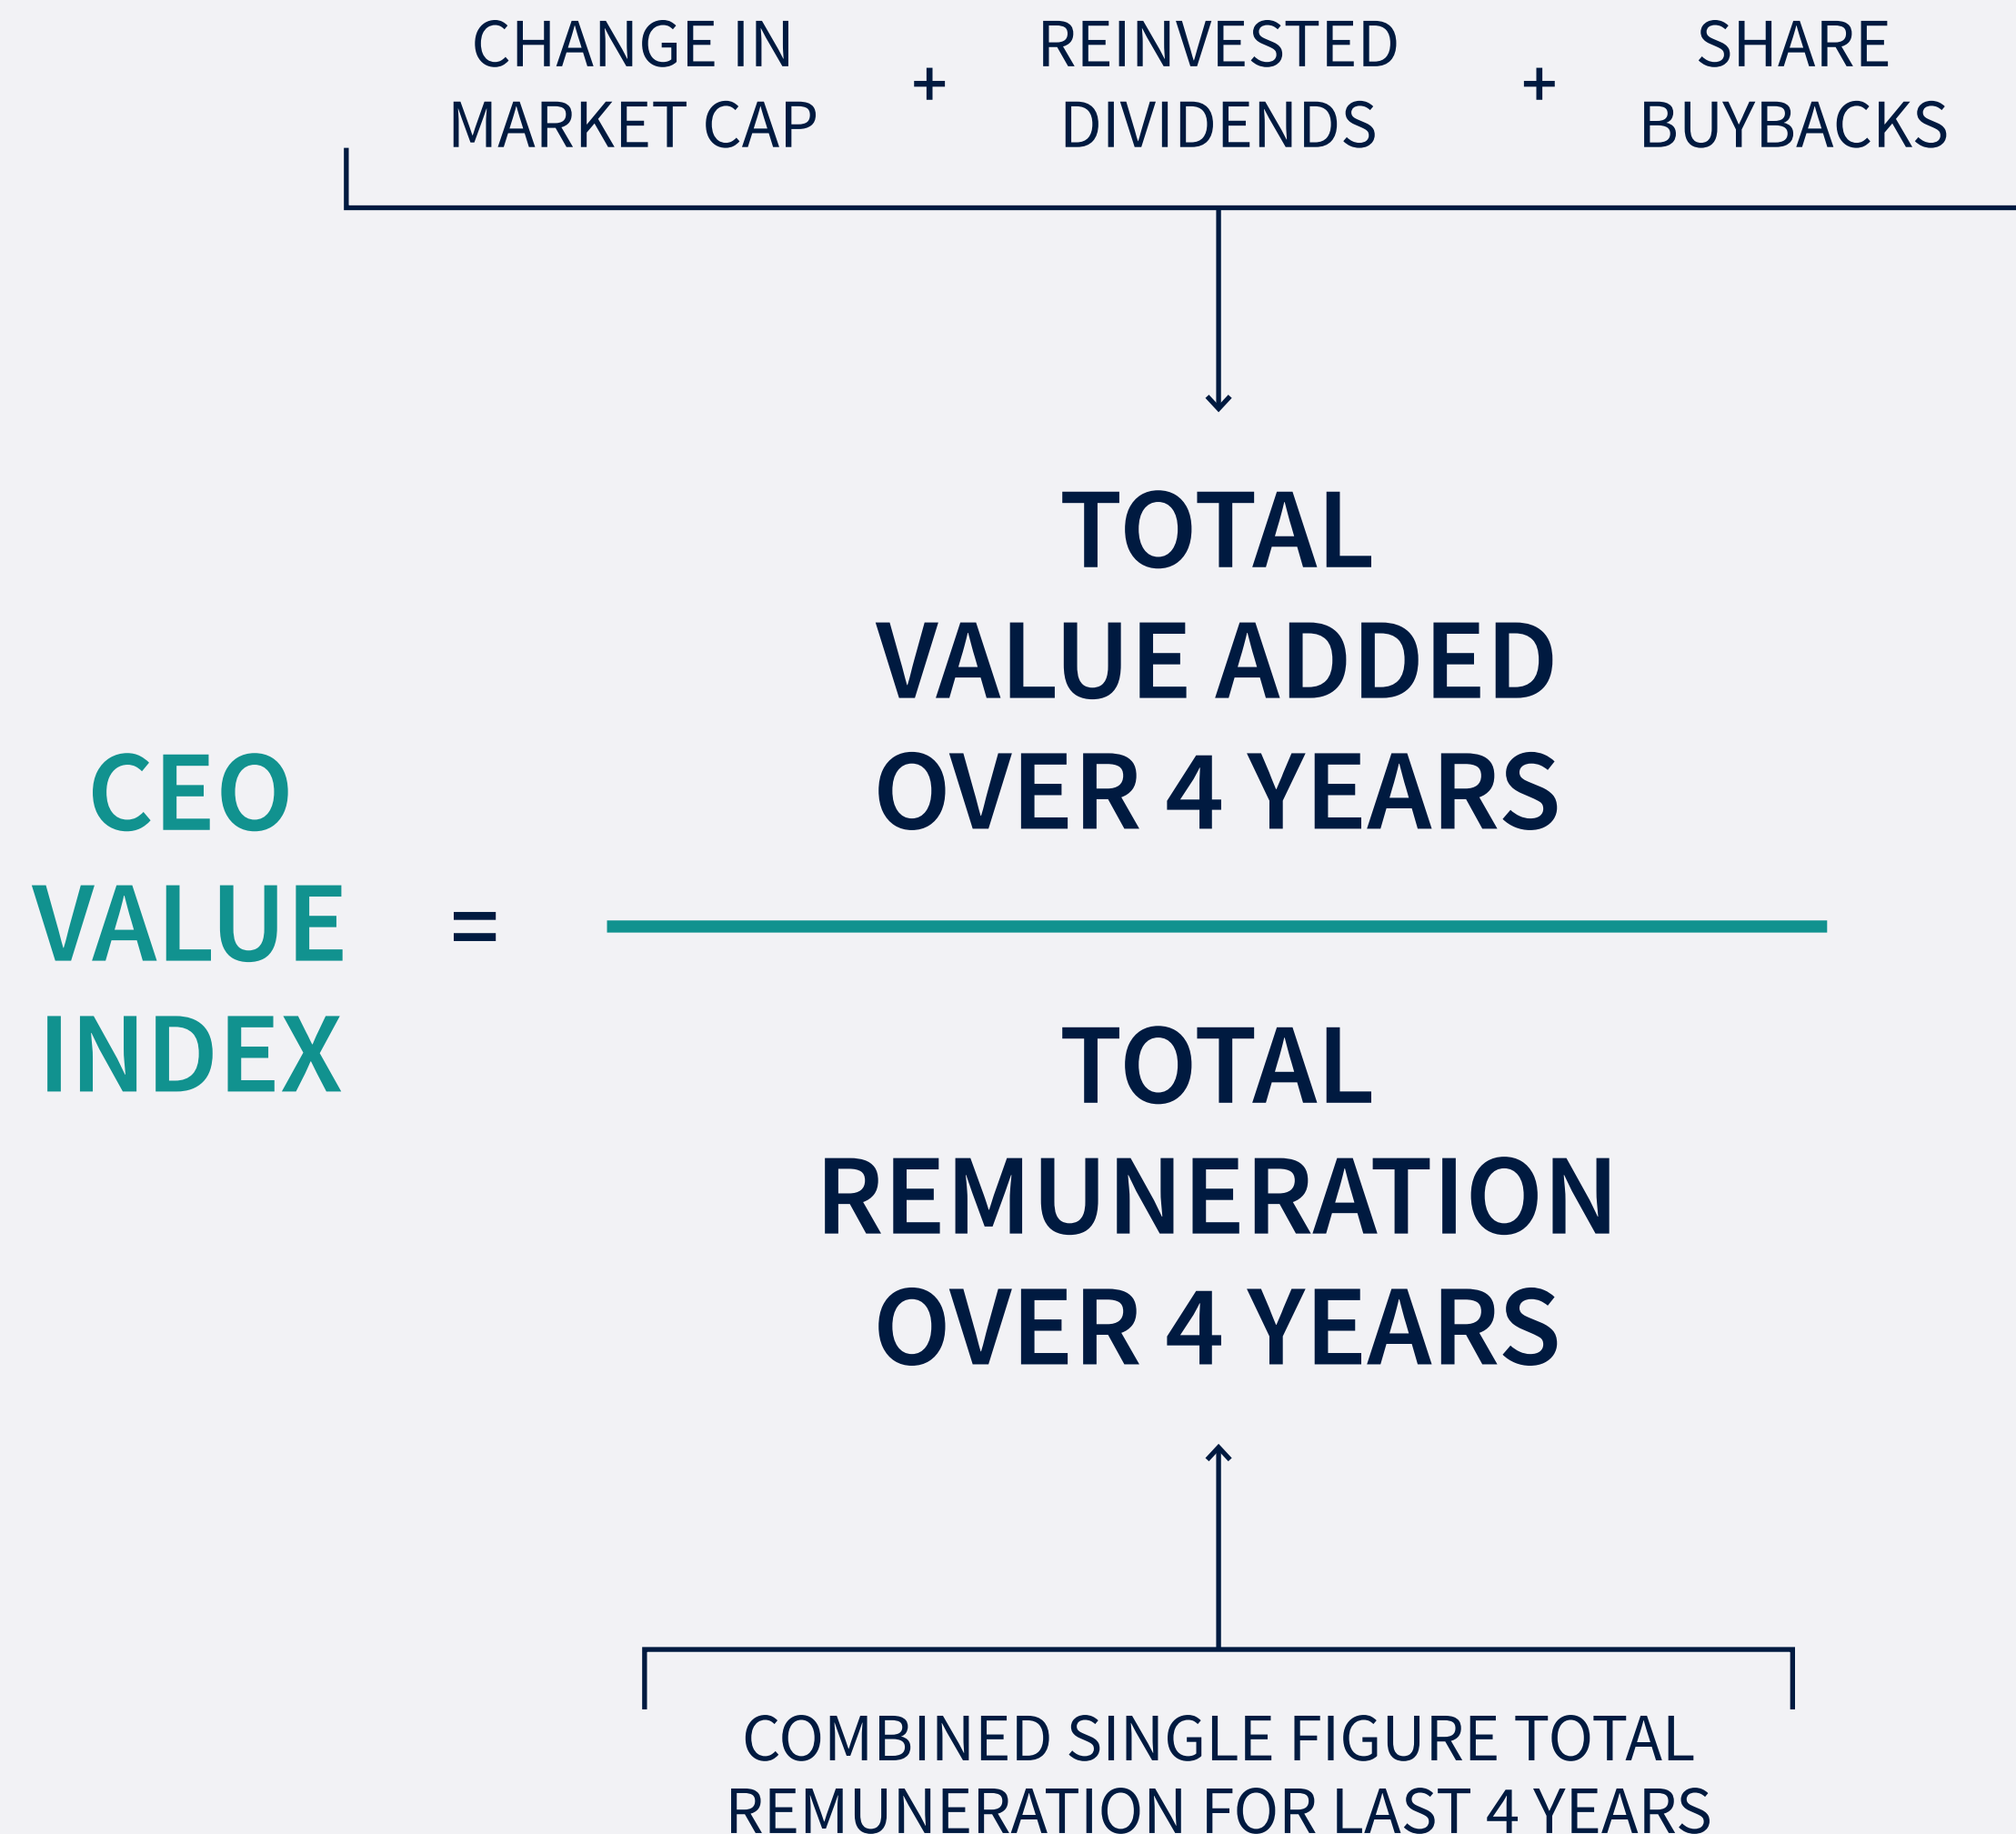 CHANGE IN
MARKET CAP
+
REINVESTED
DIVIDENDS
+
SHARE
BUYBACKS
TOTAL
VALUE ADDED
OVER 4 YEARS
CEO
VALUE
INDEX
=
TOTAL
REMUNERATION
OVER 4 YEARS
COMBINED SINGLE FIGURE TOTAL
REMUNERATION FOR LAST 4 YEARS